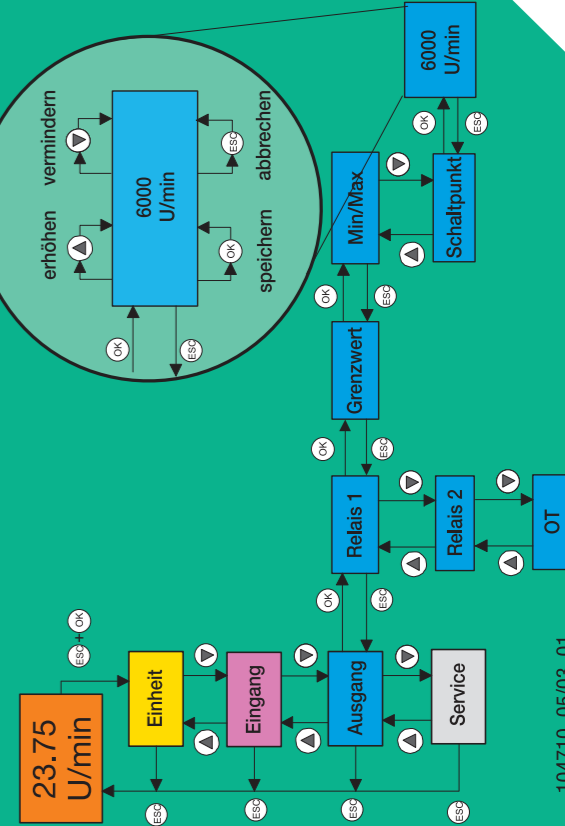 23.75
U/min
ESC + OK
Einheit
Eingang
Ausgang
Service
ESC
ESC
ESC
ESC
OK
ESC
Relais 1
Relais 2
OT
OK
ESC
Grenzwert
OK
ESC
Min/Max
Schaltpunkt
OK
ESC
6000
U/min
erhöhen
vermindern
OK
ESC
6000
U/min
OK
ESC
speichern
abbrechen
104710_05/03_01